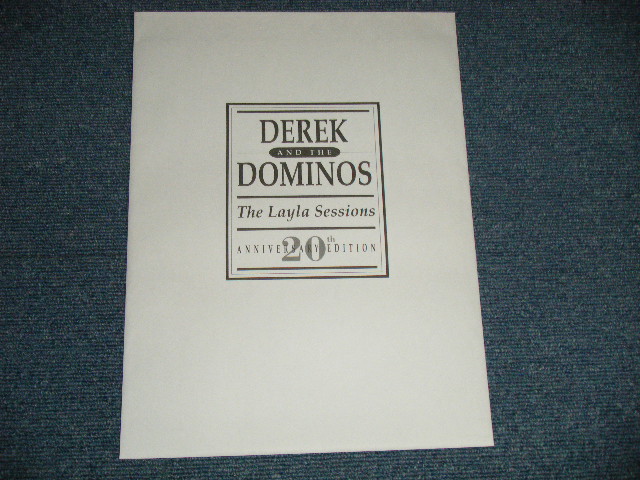 DEREK
AND THE
DOMINOS
The Layla Sessions
20th
ANNIVERSARY EDITION